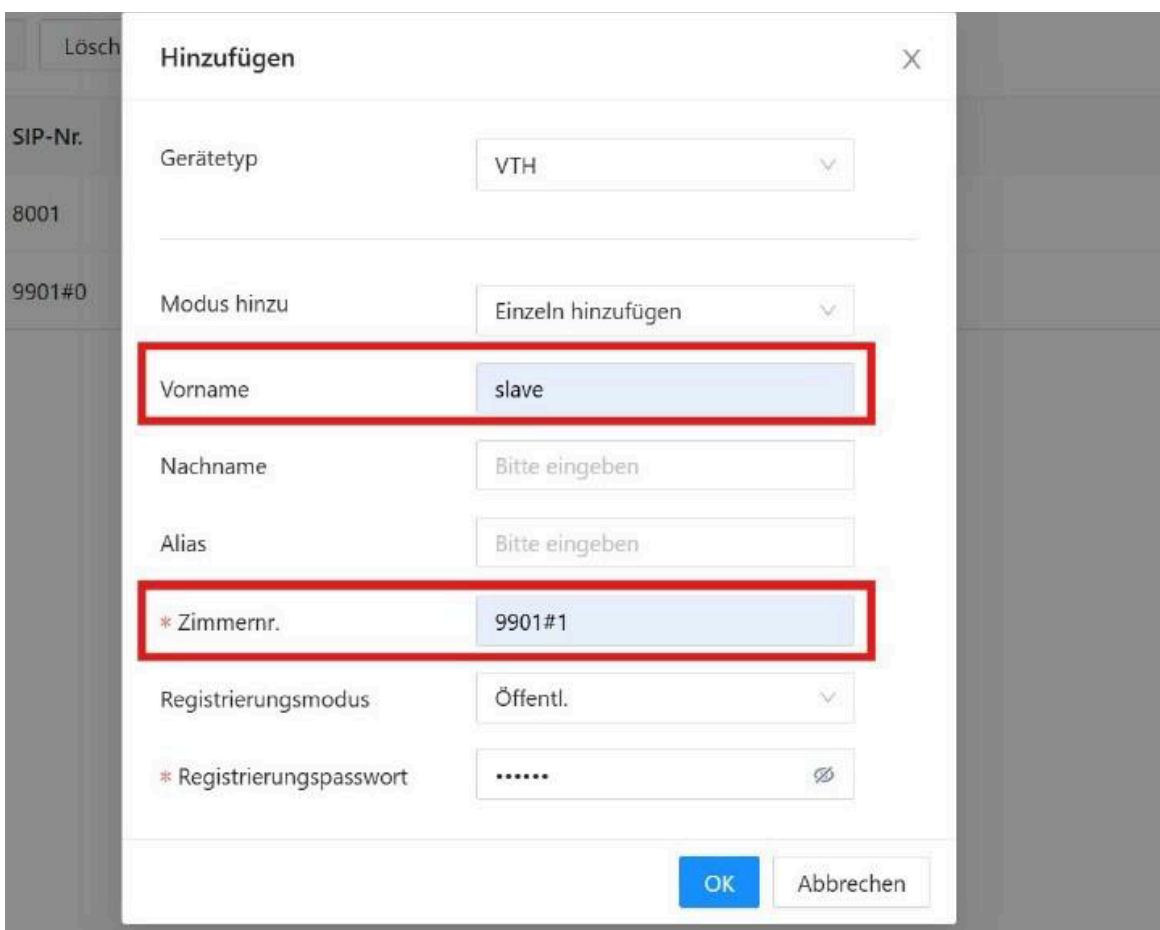 Lösch
Hinzufügen
X
SIP-Nr.
Gerätetyp
VTH
8001
9901#0
Modus hinzu
Einzeln hinzufügen
Vorname
slave
Nachname
Bitte eingeben
Alias
Bitte eingeben
* Zimmernr.
9901#1
Registrierungsmodus
Öffentl.
* Registrierungspasswort
••••••
OK
Abbrechen